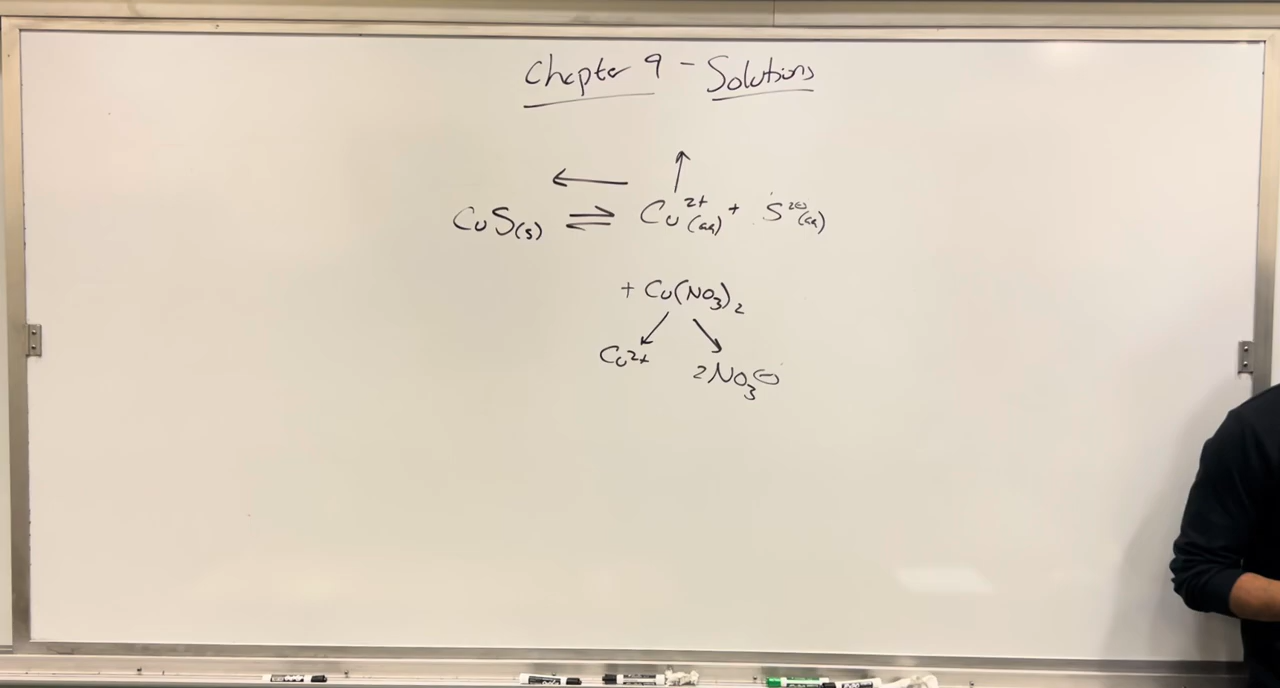 Chapter 9 - Solutions
CuS(s) ⇌ Cu²⁺(aq) + S²⊖(aq)
+ Cu(NO₃)₂
Cu²⁺ 2NO₃⊖